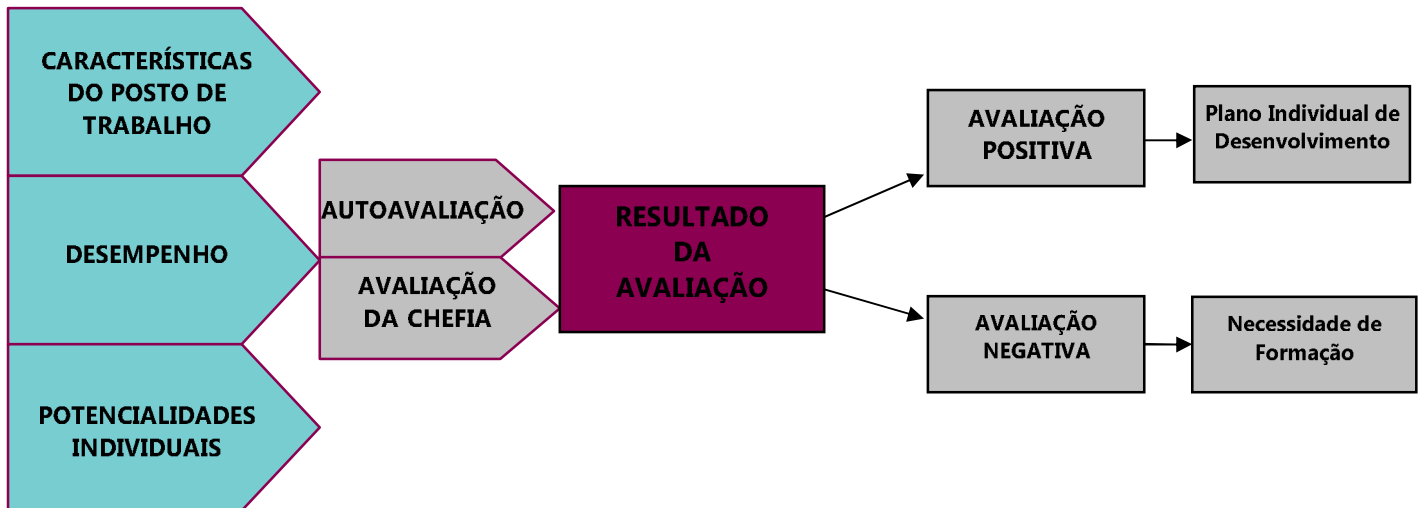 CARACTERÍSTICAS
DO POSTO DE
TRABALHO
DESEMPENHO
POTENCIALIDADES
INDIVIDUAIS
AUTOAVALIAÇÃO
AVALIAÇÃO
DA CHEFIA
RESULTADO
DA
AVALIAÇÃO
AVALIAÇÃO
POSITIVA
Plano Individual de
Desenvolvimento
AVALIAÇÃO
NEGATIVA
Necessidade de
Formação